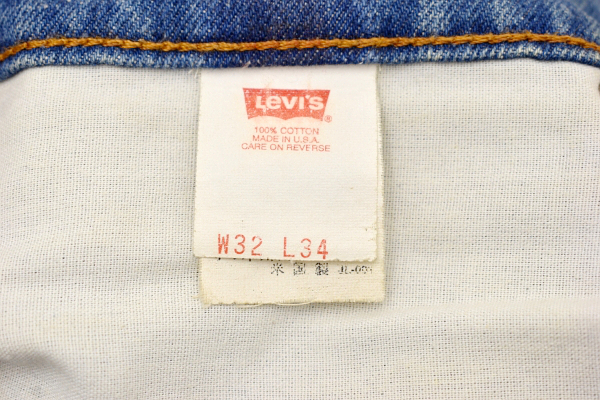 LEVI'S ®
100% COTTON
MADE IN U.S.A.
CARE ON REVERSE
W32 L34
米国製